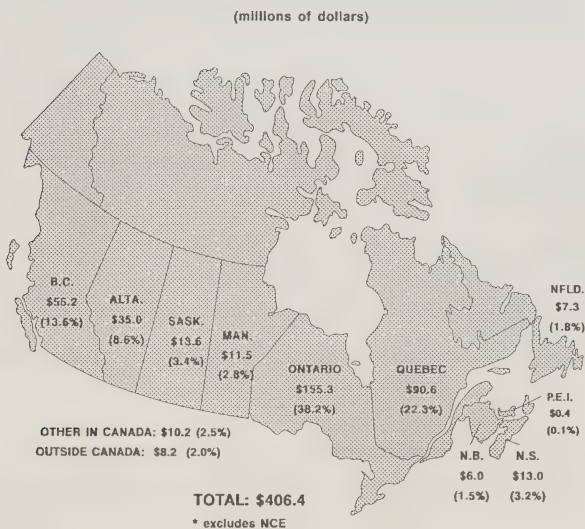 (millions of dollars)
B.C.
$55.2
(13.6%)
ALTA.
$35.0
(8.6%)
SASK.
$13.6
(3.4%)
MAN.
$11.5
(2.8%)
ONTARIO
$155.3
(38.2%)
QUEBEC
$90.6
(22.3%)
NFLD.
$7.3
(1.8%)
P.E.I.
$0.4
(0.1%)
N.B.
$6.0
(1.5%)
N.S.
$13.0
(3.2%)
OTHER IN CANADA: $10.2 (2.5%)
OUTSIDE CANADA: $8.2 (2.0%)
TOTAL: $406.4
* excludes NCE